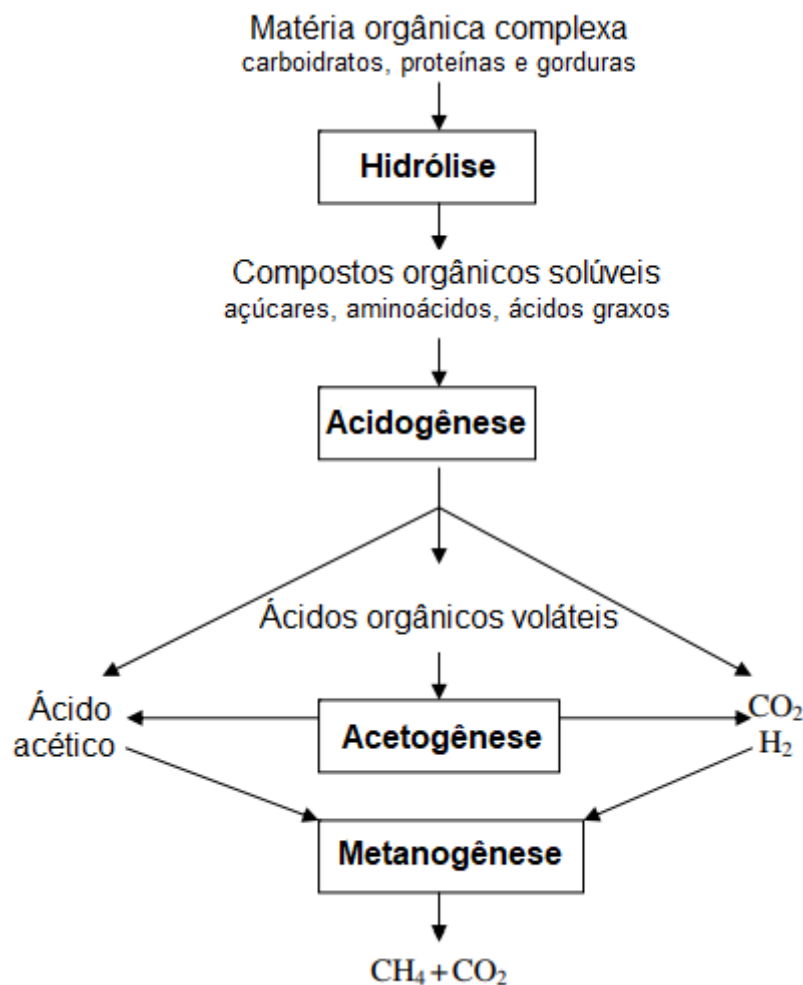 Matéria orgânica complexa
carboidratos, proteínas e gorduras
Hidrólise
Compostos orgânicos solúveis
açúcares, aminoácidos, ácidos graxos
Acidogênese
Ácidos orgânicos voláteis
Ácido
acético
Acetogênese
CO₂
H₂
Metanogênese
CH₄ + CO₂